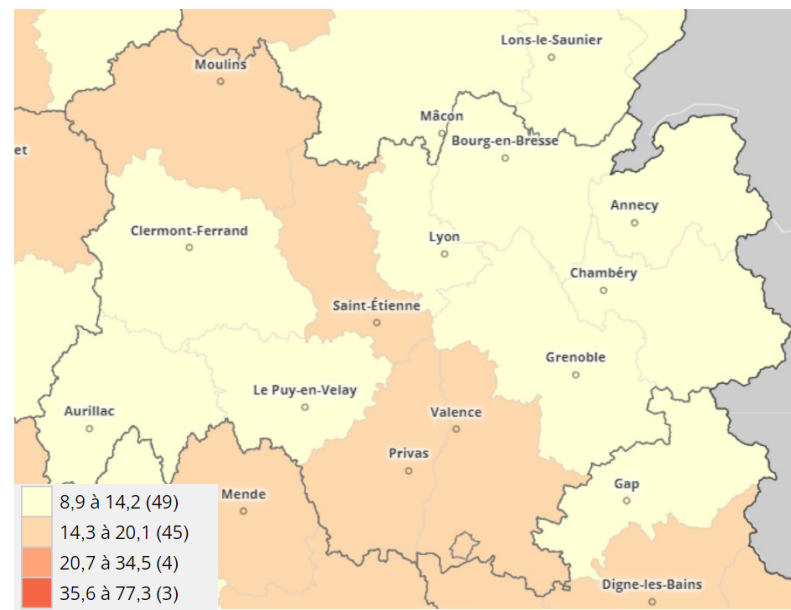 Lons-le-Saunier
Moulins
Mâcon
Bourg-en-Bresse
et
Annecy
Clermont-Ferrand
Lyon
Chambéry
Saint-Étienne
Grenoble
Le Puy-en-Velay
Aurillac
Valence
Privas
Gap
Mende
8,9 à 14,2 (49)
14,3 à 20,1 (45)
20,7 à 34,5 (4)
35,6 à 77,3 (3)
Digne-les-Bains